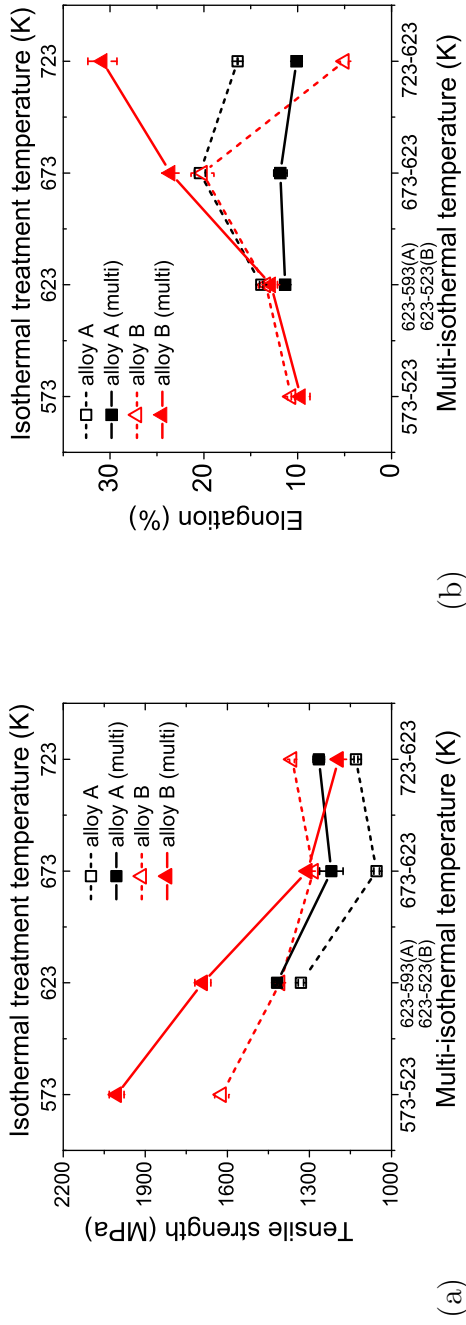 Isothermal treatment temperature (K)
573 623 673 723
2200
1900
1600
1300
1000
Tensile strength (MPa)
alloy A
alloy A (multi)
alloy B
alloy B (multi)
573-523 623-593(A) 673-623 723-623
623-523(B)
Multi-isothermal temperature (K)
(a)
Isothermal treatment temperature (K)
573 623 673 723
30
20
10
0
Elongation (%)
alloy A
alloy A (multi)
alloy B
alloy B (multi)
573-523 623-593(A) 673-623 723-623
623-523(B)
Multi-isothermal temperature (K)
(b)